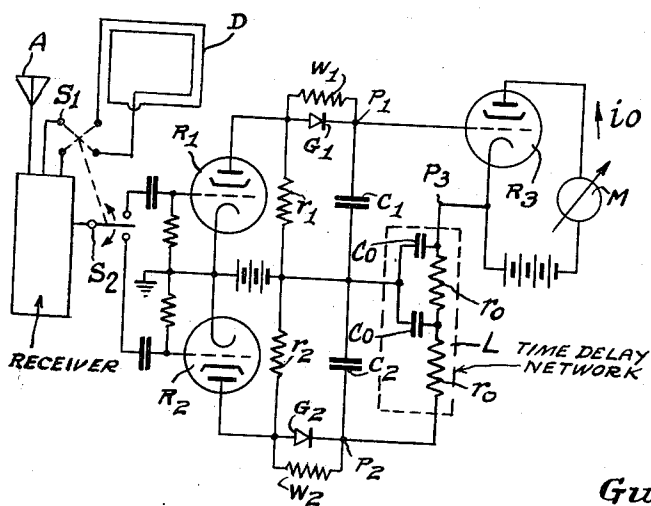 A
D
S1
S2
RECEIVER
R1
R2
W1
G1
P1
r1
C1
R3
io
M
P3
Co
ro
Co
ro
L TIME DELAY
NETWORK
r2
C2
G2
P2
W2
Gu